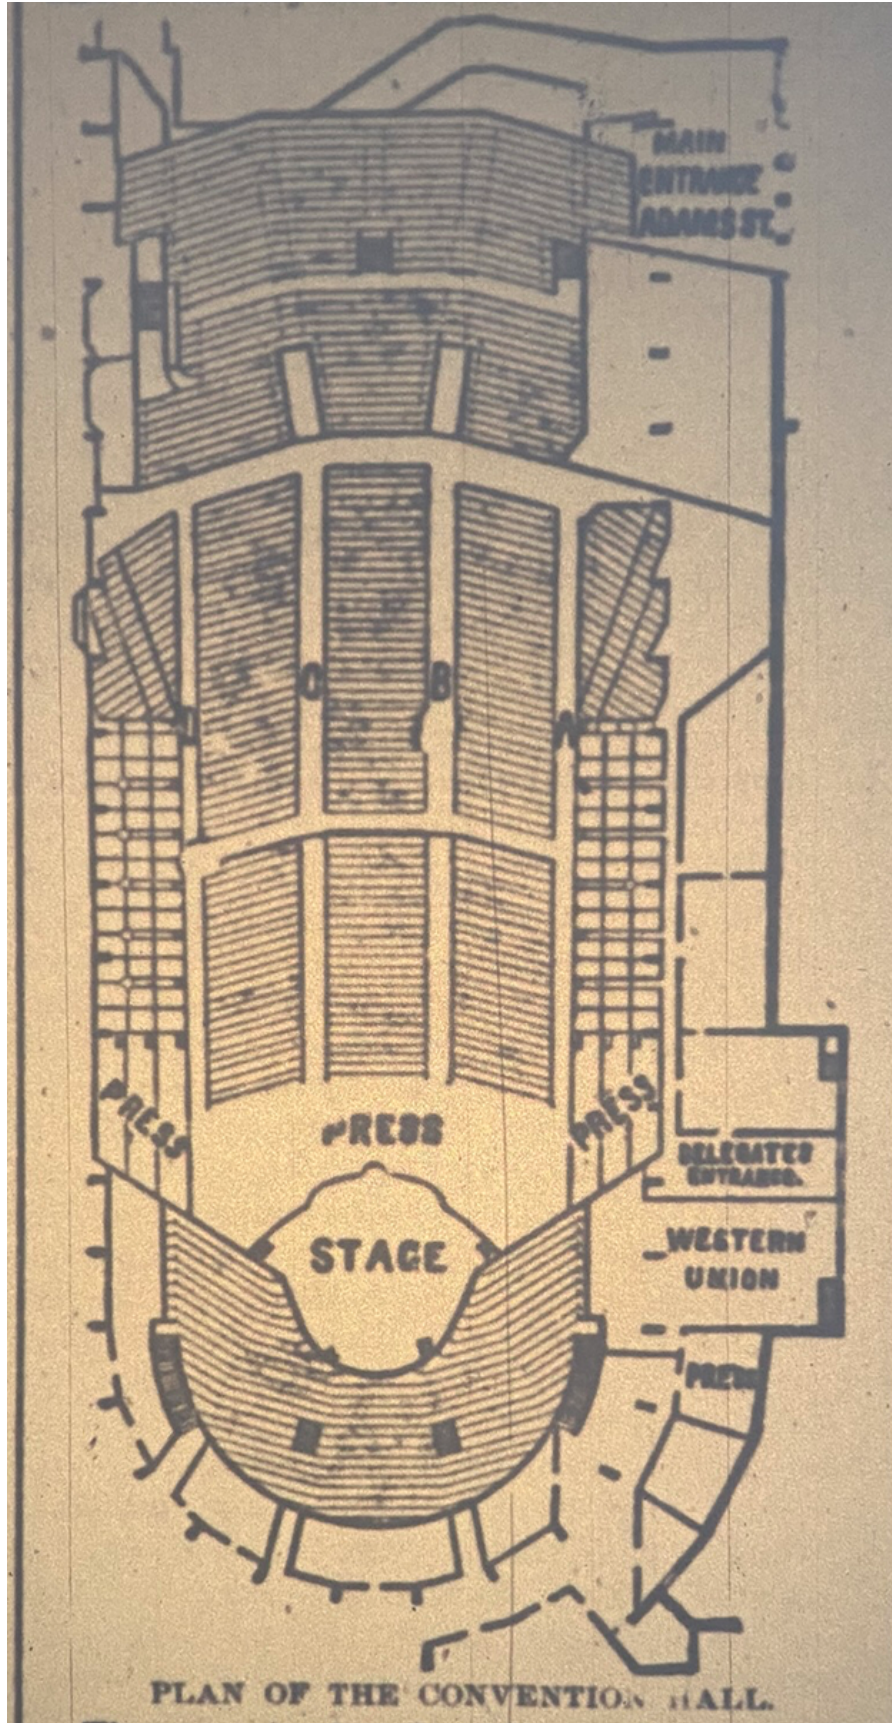 MAIN
ENTRANCE
ADAMS ST.
C
B
A
PRESS
PRESS
PRESS
DELEGATES
ENTRANCE.
STAGE
WESTERN
UNION
PRESS
PLAN OF THE CONVENTION HALL.